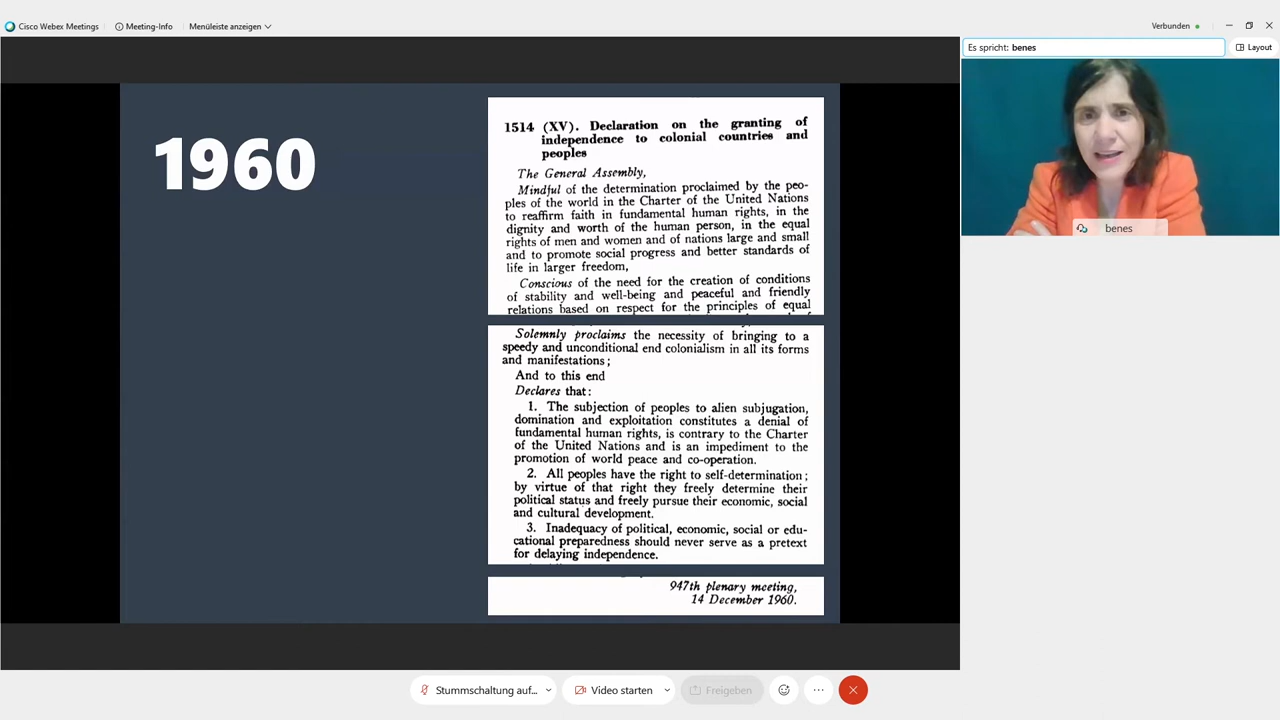 Cisco Webex Meetings
Meeting-Info
Menüleiste anzeigen
Verbunden
Es spricht: benes
Layout
benes
1960
1514 (XV). Declaration on the granting of
independence to colonial countries and
peoples
The General Assembly,
Mindful of the determination proclaimed by the peo-
ples of the world in the Charter of the United Nations
to reaffirm faith in fundamental human rights, in the
dignity and worth of the human person, in the equal
rights of men and women and of nations large and small
and to promote social progress and better standards of
life in larger freedom,
Conscious of the need for the creation of conditions
of stability and well-being and peaceful and friendly
relations based on respect for the principles of equal
Solemnly proclaims the necessity of bringing to a
speedy and unconditional end colonialism in all its forms
and manifestations;
And to this end
Declares that:
1. The subjection of peoples to alien subjugation,
domination and exploitation constitutes a denial of
fundamental human rights, is contrary to the Charter
of the United Nations and is an impediment to the
promotion of world peace and co-operation.
2. All peoples have the right to self-determination;
by virtue of that right they freely determine their
political status and freely pursue their economic, social
and cultural development.
3. Inadequacy of political, economic, social or edu-
cational preparedness should never serve as a pretext
for delaying independence.
947th plenary meeting,
14 December 1960.
Stummschaltung auf...
Video starten
Freigeben